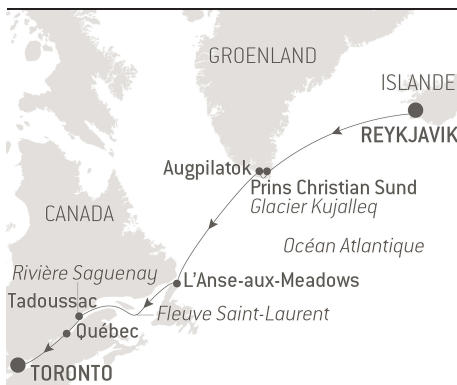 GROENLAND
ISLANDE
REYKJAVIK
Augpilatok
Prins Christian Sund
Glacier Kujalleq
CANADA
Océan Atlantique
Rivière Saguenay
L'Anse-aux-Meadows
Tadoussac
Fleuve Saint-Laurent
Québec
TORONTO